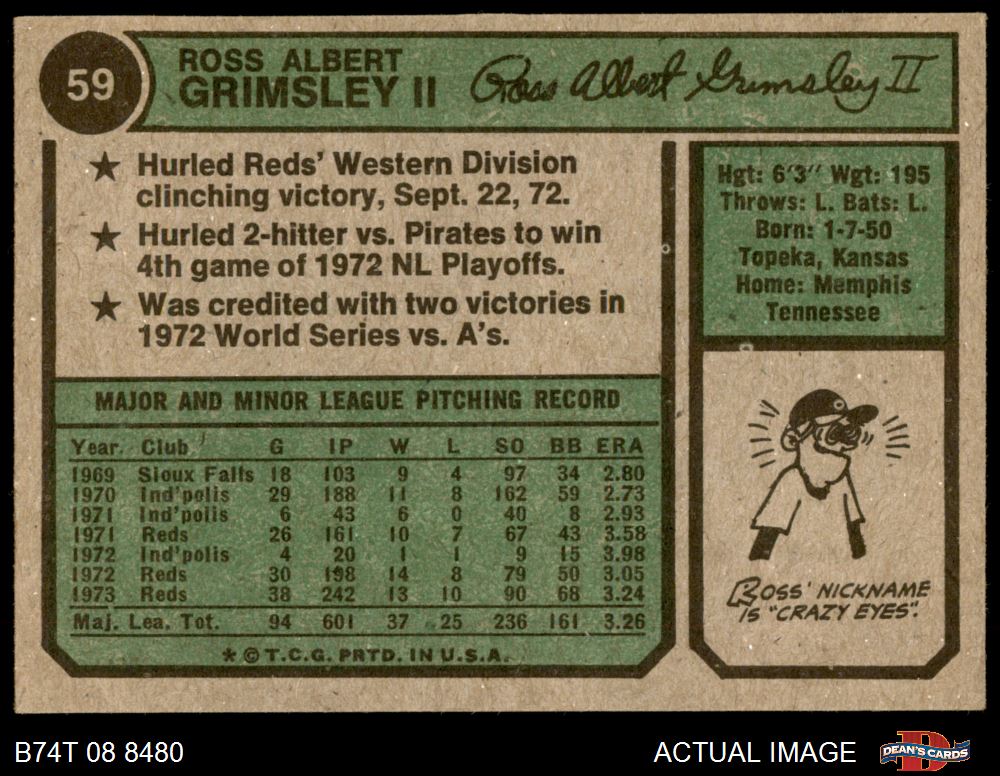 59
ROSS ALBERT
GRIMSLEY II
Ross Albert Grimsley II
★ Hurled Reds' Western Division
clinching victory, Sept. 22, 72.
★ Hurled 2-hitter vs. Pirates to win
4th game of 1972 NL Playoffs.
★ Was credited with two victories in
1972 World Series vs. A's.
Hgt: 6'3" Wgt: 195
Throws: L. Bats: L.
Born: 1-7-50
Topeka, Kansas
Home: Memphis
Tennessee
MAJOR AND MINOR LEAGUE PITCHING RECORD
Year Club G IP W L SO BB ERA
1969 Sioux Falls 18 103 9 4 97 34 2.80
1970 Ind'polis 29 188 11 8 162 59 2.73
1971 Ind'polis 6 43 6 0 40 8 2.93
1971 Reds 26 161 10 7 67 43 3.58
1972 Ind'polis 4 20 1 1 9 15 3.98
1972 Reds 30 198 14 8 79 50 3.05
1973 Reds 38 242 13 10 90 68 3.24
Maj. Lea. Tot. 94 601 37 25 236 161 3.26
* © T.C.G. PRTD. IN U.S.A.
ROSS' NICKNAME
IS "CRAZY EYES".
B74T 08 8480
ACTUAL IMAGE
DEAN'S CARDS